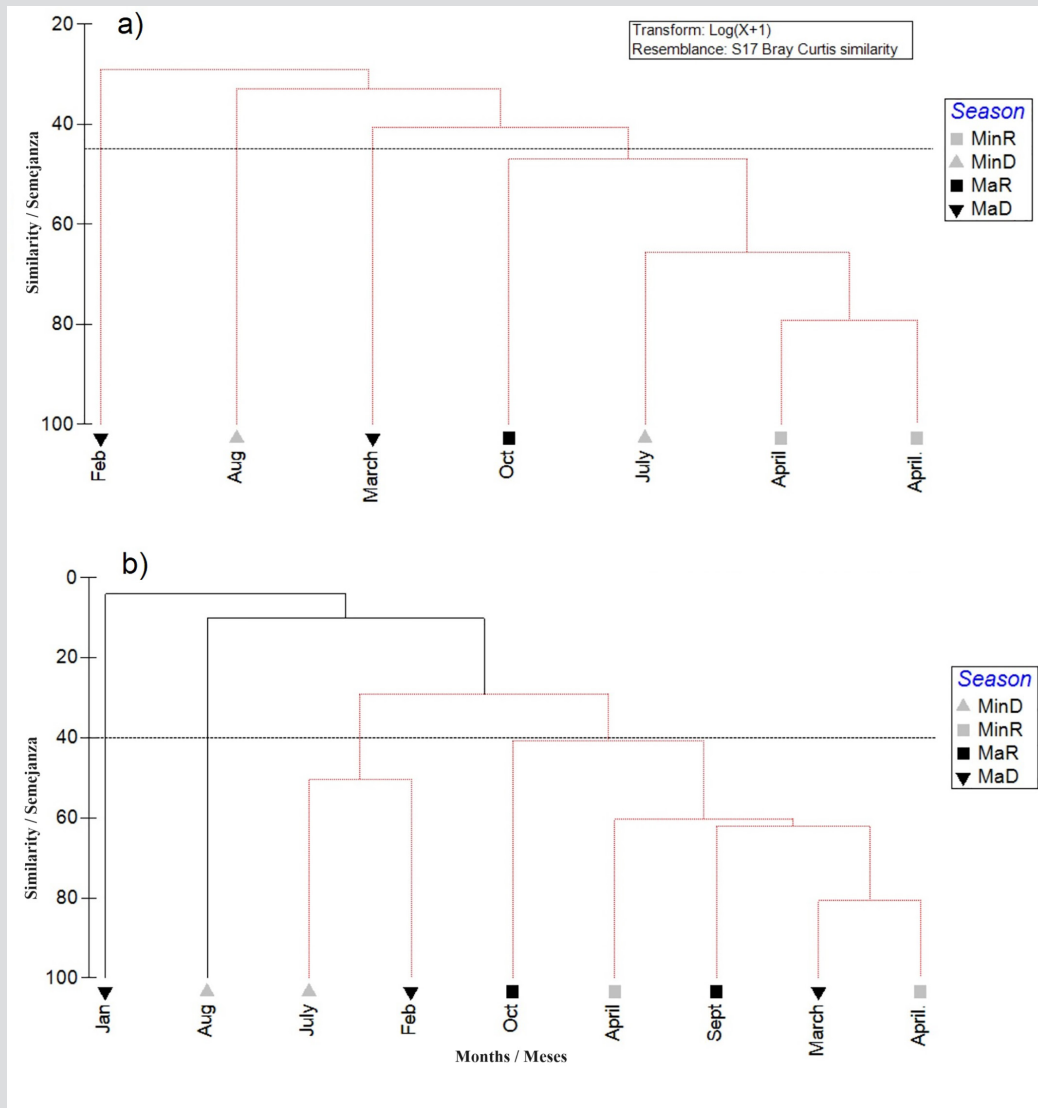 a)
Transform: Log(X+1)
Resemblance: S17 Bray Curtis similarity
20
40
60
80
100
Similarity / Semejanza
Season
MinR
MinD
MaR
MaD
Feb
Aug
March
Oct
July
April
April.
b)
0
20
40
60
80
100
Similarity / Semejanza
Season
MinD
MinR
MaR
MaD
Jan
Aug
July
Feb
Oct
April
Sept
March
April.
Months / Meses